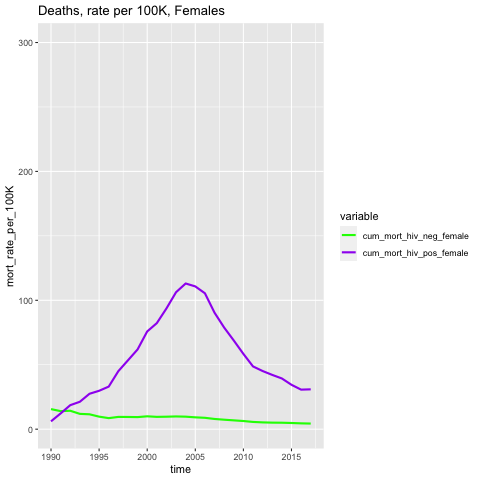 Deaths, rate per 100K, Females
300
200
100
0
mort_rate_per_100K
1990 1995 2000 2005 2010 2015
time
variable
cum_mort_hiv_neg_female
cum_mort_hiv_pos_female